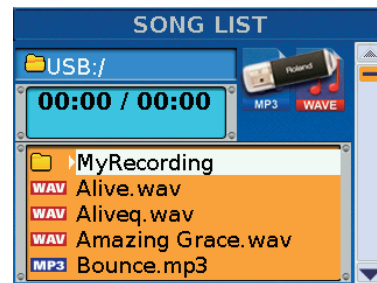 SONG LIST
USB:/
00:00 / 00:00
Roland
MP3 WAVE
MyRecording
WAV Alive.wav
WAV Aliveq.wav
WAV Amazing Grace.wav
MP3 Bounce.mp3